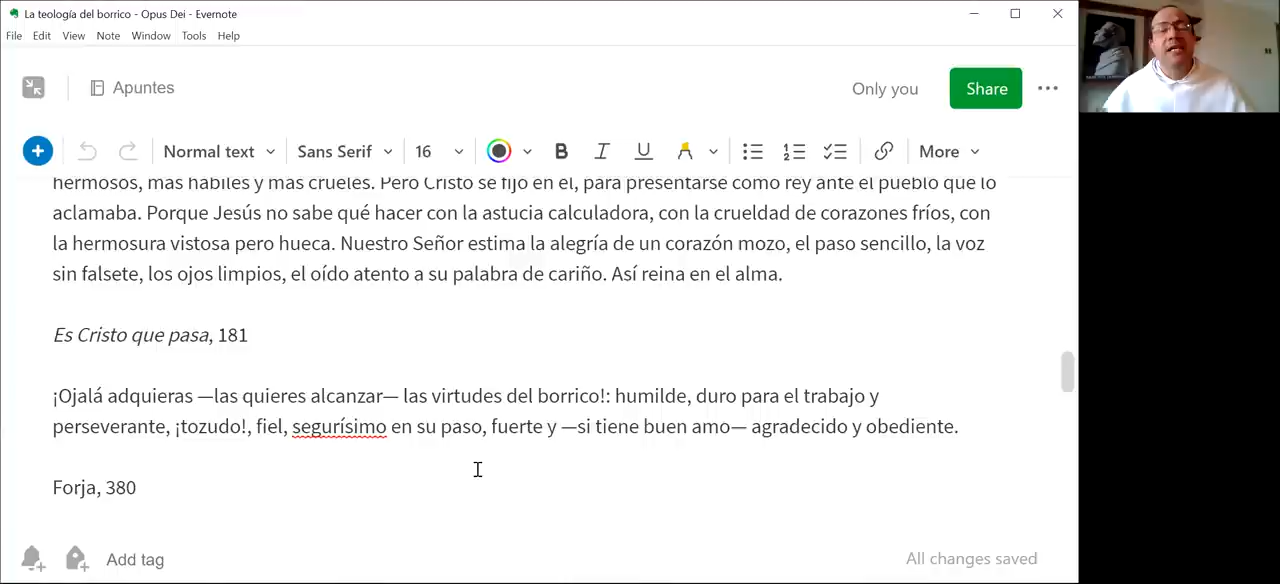 La teología del borrico - Opus Dei - Evernote
File Edit View Note Window Tools Help
Apuntes
Only you
Share
Normal text
Sans Serif
16
B I U
More
hermosos, más hábiles y más crueles. Pero Cristo se fijó en él, para presentarse como rey ante el pueblo que lo
aclamaba. Porque Jesús no sabe qué hacer con la astucia calculadora, con la crueldad de corazones fríos, con
la hermosura vistosa pero hueca. Nuestro Señor estima la alegría de un corazón mozo, el paso sencillo, la voz
sin falsete, los ojos limpios, el oído atento a su palabra de cariño. Así reina en el alma.
Es Cristo que pasa, 181
¡Ojalá adquieras —las quieres alcanzar— las virtudes del borrico!: humilde, duro para el trabajo y
perseverante, ¡tozudo!, fiel, segurísimo en su paso, fuerte y —si tiene buen amo— agradecido y obediente.
Forja, 380
Add tag
All changes saved